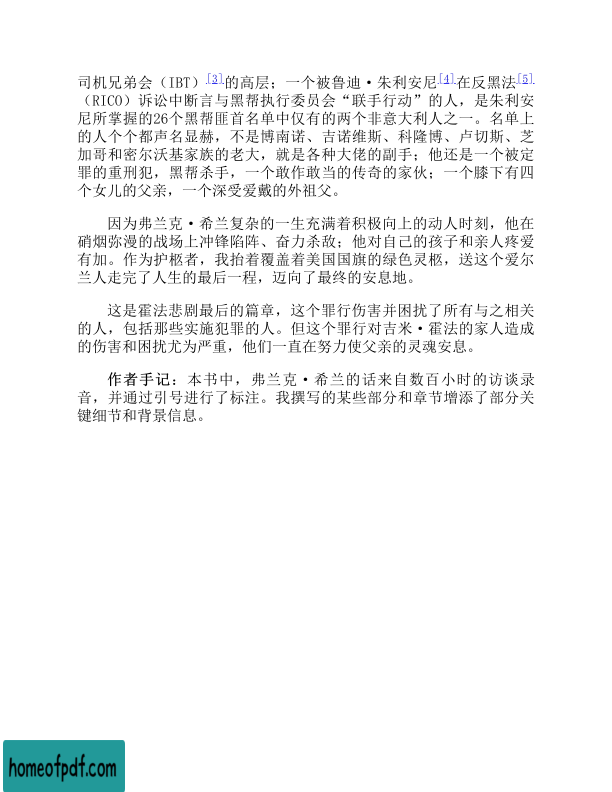 司机兄弟会（IBT）[3]的高层；一个被鲁迪·朱利安尼[4]在反黑法[5]
（RICO）诉讼中断言与黑帮执行委员会“联手行动”的人，是朱利安
尼所掌握的26个黑帮匪首名单中仅有的两个非意大利人之一。名单上
的人个个都声名显赫，不是博南诺、吉诺维斯、科隆博、卢切斯、芝
加哥和密尔沃基家族的老大，就是各种大佬的副手；他还是一个被定
罪的重刑犯，黑帮杀手，一个敢作敢当的传奇的家伙；一个膝下有四
个女儿的父亲，一个深受爱戴的外祖父。
因为弗兰克·希兰复杂的一生充满着积极向上的动人时刻，他在
硝烟弥漫的战场上冲锋陷阵、奋力杀敌；他对自己的孩子和亲人疼爱
有加。作为护柩者，我抬着覆盖着美国国旗的绿色灵柩，送这个爱尔
兰人走完了人生的最后一程，迈向了最终的安息地。
这是霍法悲剧最后的篇章，这个罪行伤害并困扰了所有与之相关
的人，包括那些实施犯罪的人。但这个罪行对吉米·霍法的家人造成
的伤害和困扰尤为严重，他们一直在努力使父亲的灵魂安息。
作者手记：本书中，弗兰克·希兰的话来自数百小时的访谈录
音，并通过引号进行了标注。我撰写的某些部分和章节增添了部分关
键细节和背景信息。
homeofpdf.com